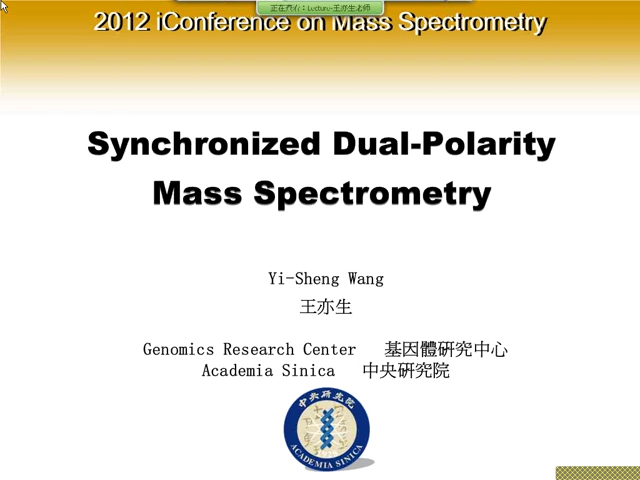 正在共有：Lecture-王亦生老师
2012 iConference on Mass Spectrometry
Synchronized Dual-Polarity
Mass Spectrometry
Yi-Sheng Wang
王亦生
Genomics Research Center 基因體研究中心
Academia Sinica 中央研究院
中央研究院
ACADEMIA SINICA